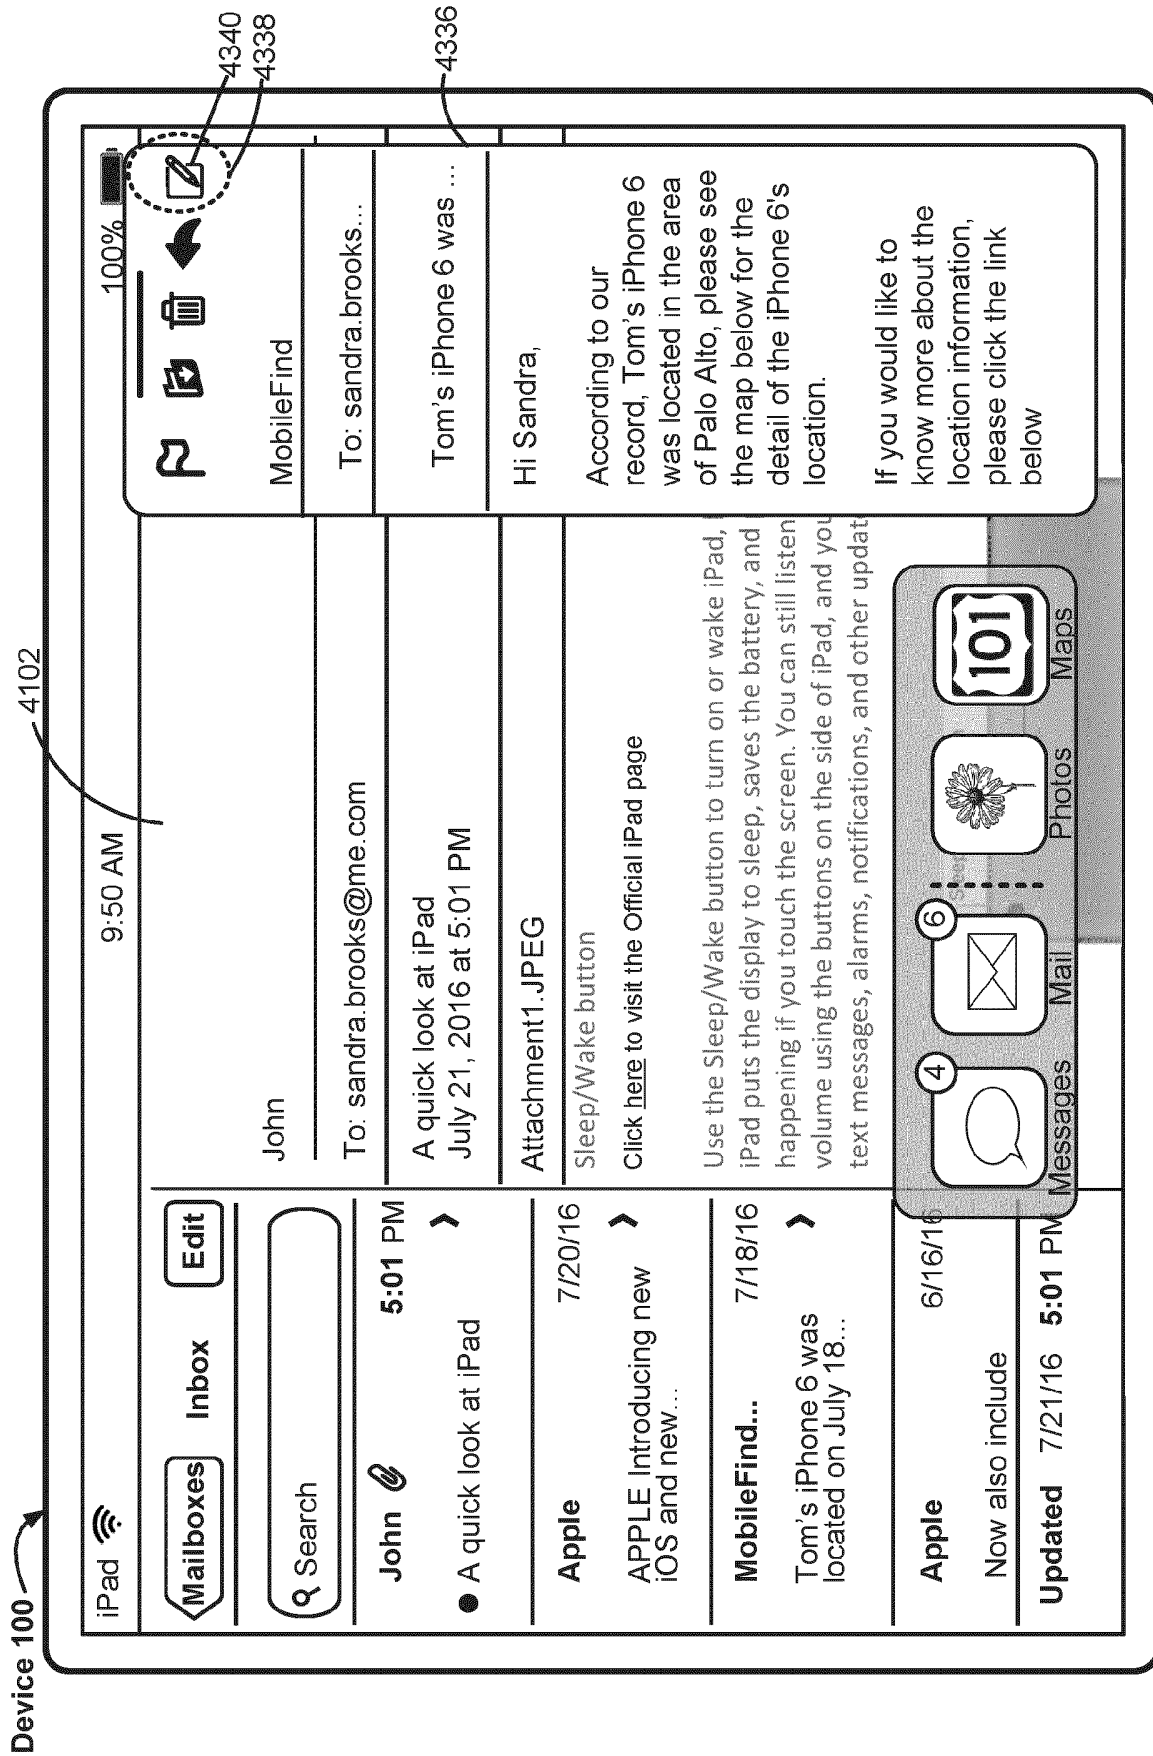 Device 100
4102
4340
4338
4336
iPad
9:50 AM
100%
Mailboxes
Inbox
Edit
Search
John
5:01 PM
A quick look at iPad
Apple
7/20/16
APPLE Introducing new
iOS and new...
MobileFind...
7/18/16
Tom's iPhone 6 was
located on July 18...
Apple
6/16/16
Now also include
Updated 7/21/16 5:01 PM
John
To: sandra.brooks@me.com
A quick look at iPad
July 21, 2016 at 5:01 PM
Attachment1.JPEG
Sleep/Wake button
Click here to visit the Official iPad page
Use the Sleep/Wake button to turn on or wake iPad,
iPad puts the display to sleep, saves the battery, and
happening if you touch the screen. You can still listen
volume using the buttons on the side of iPad, and you
text messages, alarms, notifications, and other updat
MobileFind
To: sandra.brooks...
Tom's iPhone 6 was ...
Hi Sandra,
According to our
record, Tom's iPhone 6
was located in the area
of Palo Alto, please see
the map below for the
detail of the iPhone 6's
location.
If you would like to
know more about the
location information,
please click the link
below
4
Messages
6
Mail
Sleep
Photos
101
Maps